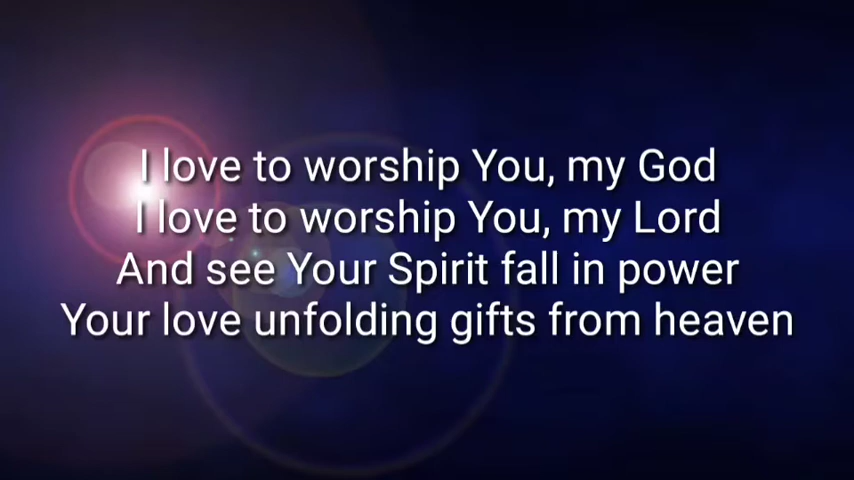 I love to worship You, my God
I love to worship You, my Lord
And see Your Spirit fall in power
Your love unfolding gifts from heaven